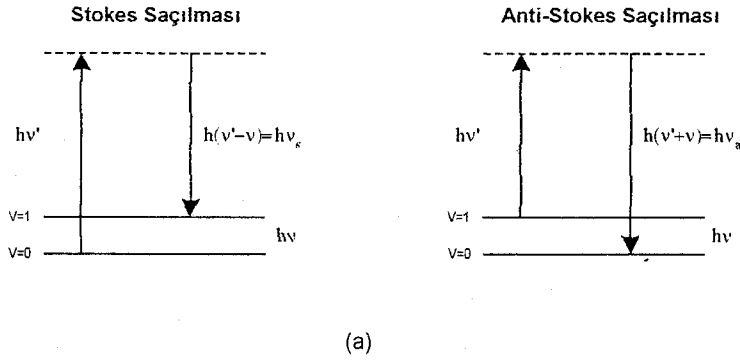 Stokes Saçılması
hν'
h(ν'−ν)=hνs
V=1
hν
V=0
Anti-Stokes Saçılması
hν'
h(ν'+ν)=hνa
V=1
hν
V=0
(a)